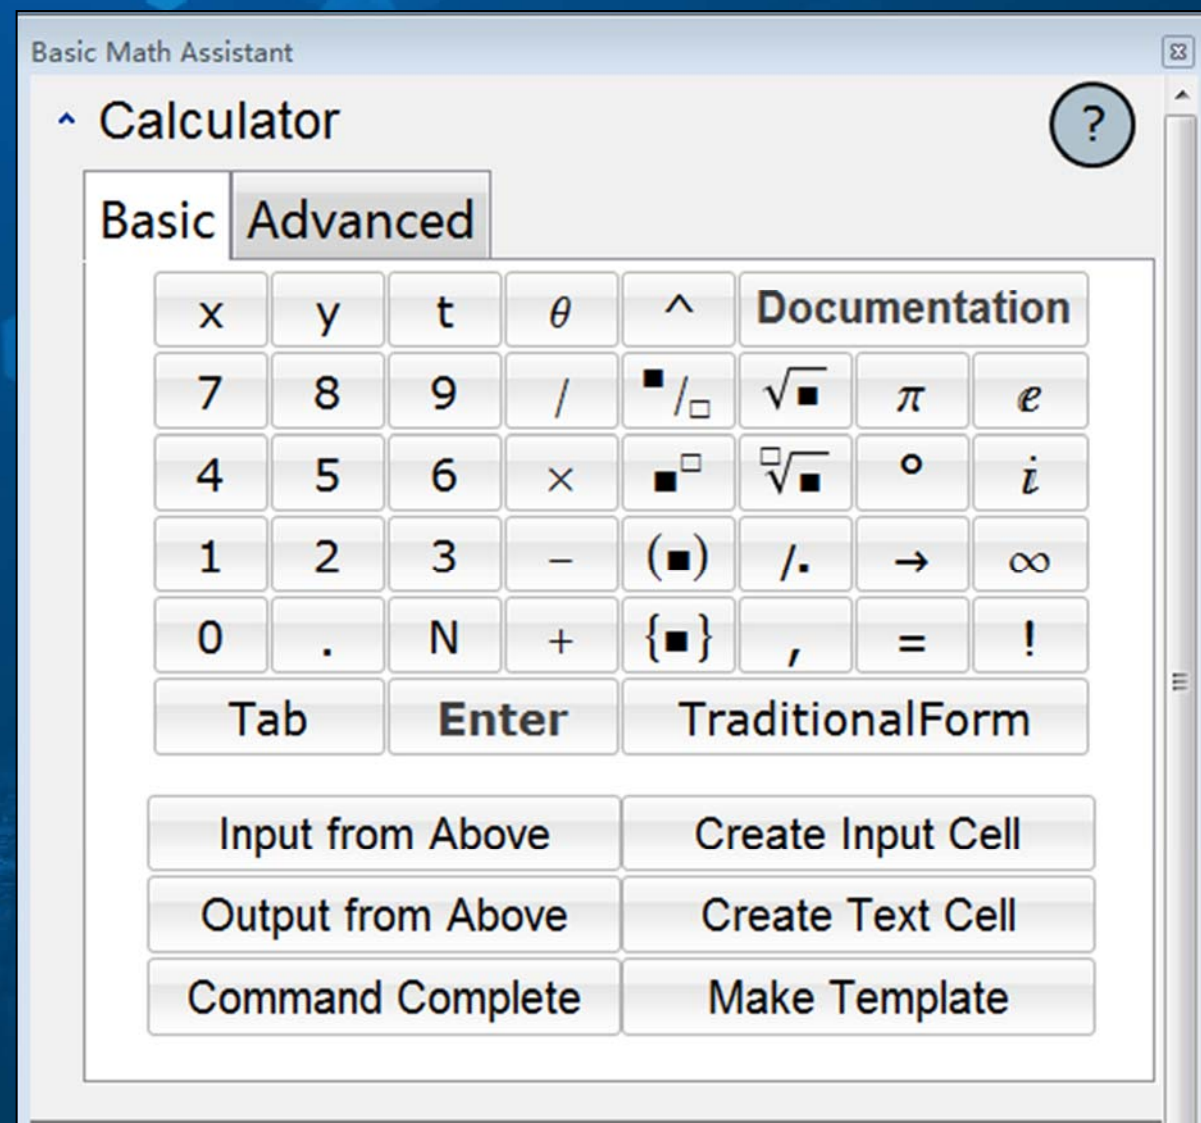 Basic Math Assistant
Calculator ?
Basic Advanced
x y t θ ^ Documentation
7 8 9 / ■/□ √■ π ⅇ
4 5 6 × ■^□ □√■ ° ⅈ
1 2 3 − (■) /. → ∞
0 . N + {■} , = !
Tab Enter TraditionalForm
Input from Above Create Input Cell
Output from Above Create Text Cell
Command Complete Make Template